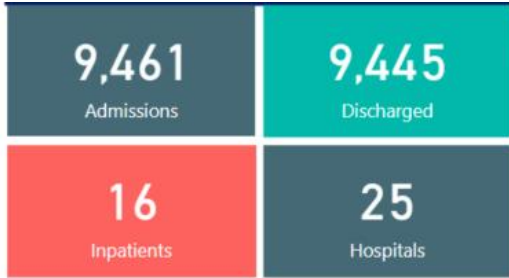 9,461
Admissions
9,445
Discharged
16
Inpatients
25
Hospitals